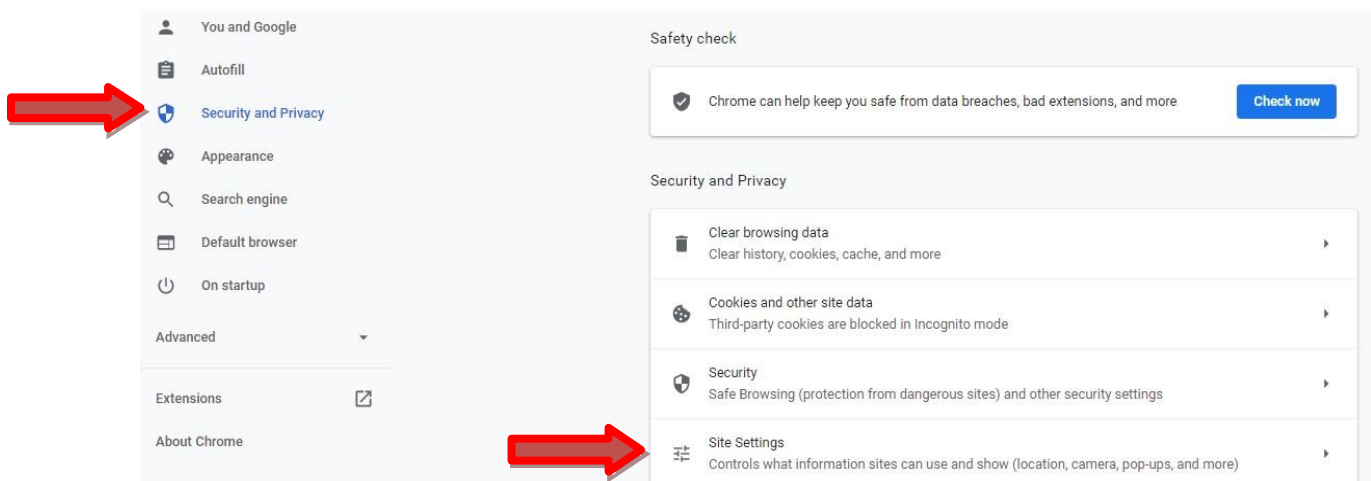 You and Google
Autofill
Security and Privacy
Appearance
Search engine
Default browser
On startup
Advanced
Extensions
About Chrome
Safety check
Chrome can help keep you safe from data breaches, bad extensions, and more
Check now
Security and Privacy
Clear browsing data
Clear history, cookies, cache, and more
Cookies and other site data
Third-party cookies are blocked in Incognito mode
Security
Safe Browsing (protection from dangerous sites) and other security settings
Site Settings
Controls what information sites can use and show (location, camera, pop-ups, and more)